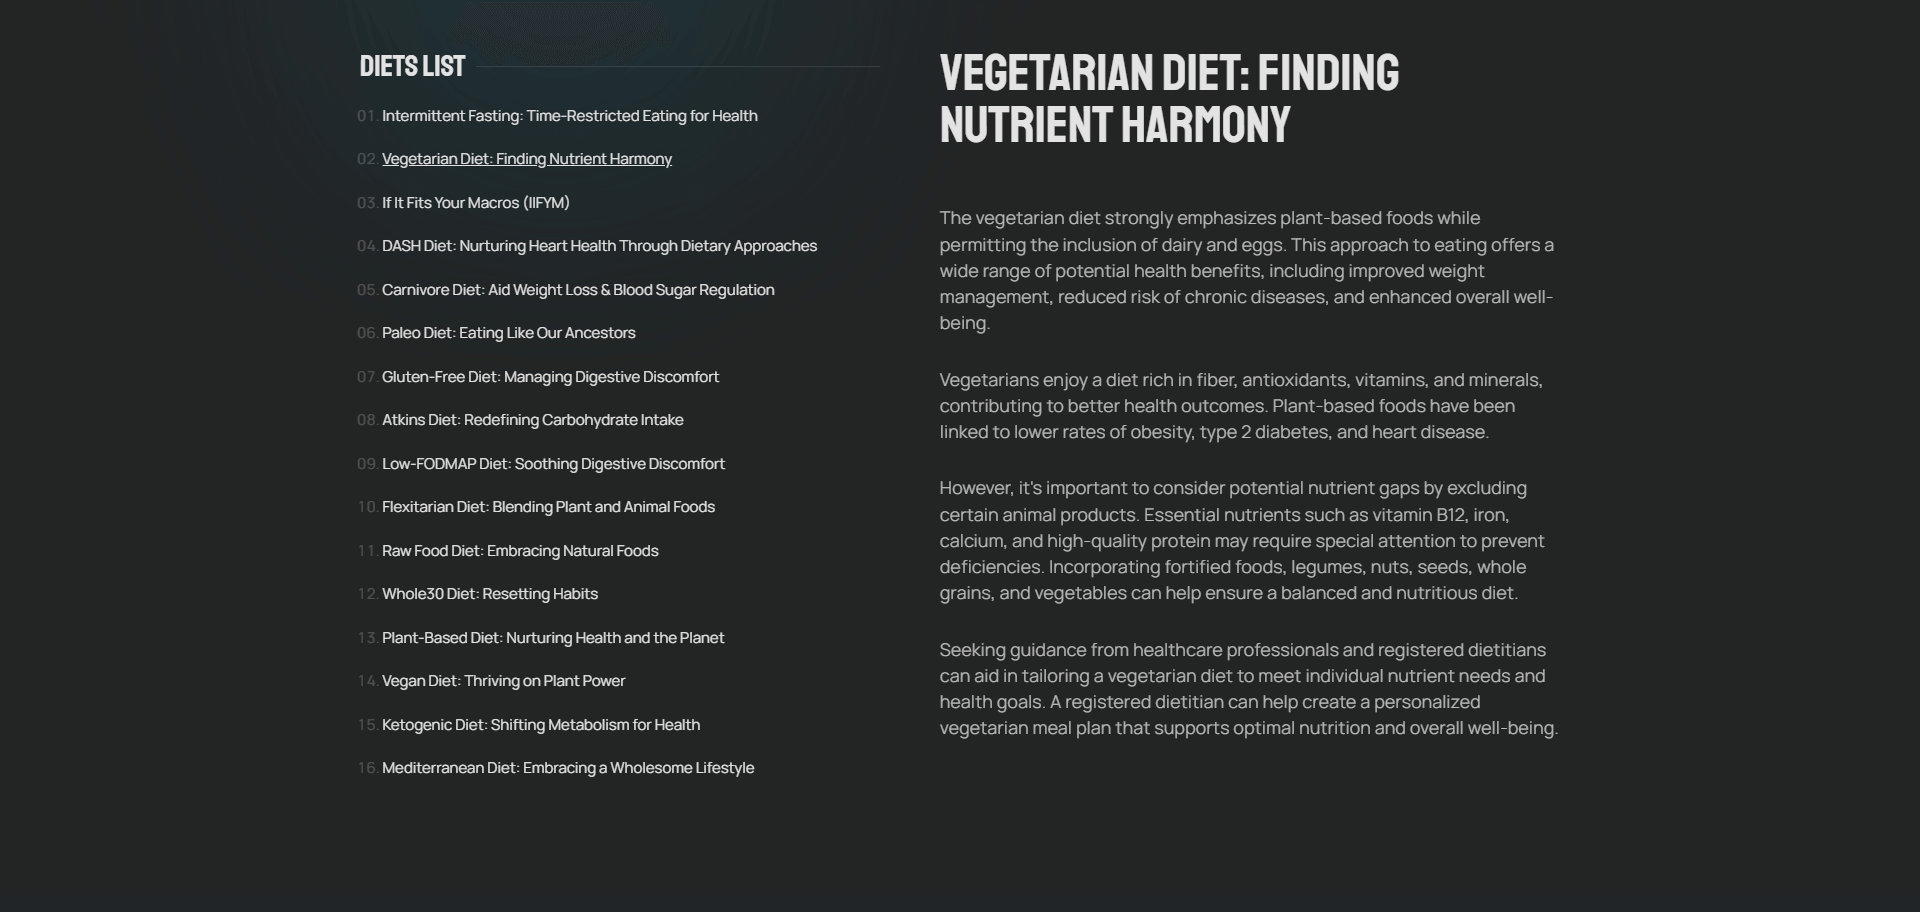 DIETS LIST
01. Intermittent Fasting: Time-Restricted Eating for Health
02. Vegetarian Diet: Finding Nutrient Harmony
03. If It Fits Your Macros (IIFYM)
04. DASH Diet: Nurturing Heart Health Through Dietary Approaches
05. Carnivore Diet: Aid Weight Loss & Blood Sugar Regulation
06. Paleo Diet: Eating Like Our Ancestors
07. Gluten-Free Diet: Managing Digestive Discomfort
08. Atkins Diet: Redefining Carbohydrate Intake
09. Low-FODMAP Diet: Soothing Digestive Discomfort
10. Flexitarian Diet: Blending Plant and Animal Foods
11. Raw Food Diet: Embracing Natural Foods
12. Whole30 Diet: Resetting Habits
13. Plant-Based Diet: Nurturing Health and the Planet
14. Vegan Diet: Thriving on Plant Power
15. Ketogenic Diet: Shifting Metabolism for Health
16. Mediterranean Diet: Embracing a Wholesome Lifestyle
VEGETARIAN DIET: FINDING
NUTRIENT HARMONY
The vegetarian diet strongly emphasizes plant-based foods while
permitting the inclusion of dairy and eggs. This approach to eating offers a
wide range of potential health benefits, including improved weight
management, reduced risk of chronic diseases, and enhanced overall well-
being.
Vegetarians enjoy a diet rich in fiber, antioxidants, vitamins, and minerals,
contributing to better health outcomes. Plant-based foods have been
linked to lower rates of obesity, type 2 diabetes, and heart disease.
However, it's important to consider potential nutrient gaps by excluding
certain animal products. Essential nutrients such as vitamin B12, iron,
calcium, and high-quality protein may require special attention to prevent
deficiencies. Incorporating fortified foods, legumes, nuts, seeds, whole
grains, and vegetables can help ensure a balanced and nutritious diet.
Seeking guidance from healthcare professionals and registered dietitians
can aid in tailoring a vegetarian diet to meet individual nutrient needs and
health goals. A registered dietitian can help create a personalized
vegetarian meal plan that supports optimal nutrition and overall well-being.